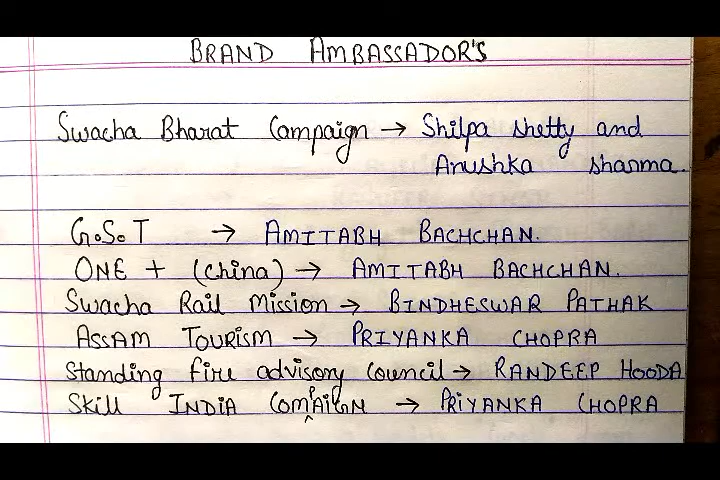 BRAND AMBASSADOR'S
Swacha Bharat Campaign → Shilpa Shetty and
Anushka Sharma.
G.S.T → AMITABH BACHCHAN.
ONE + (China) → AMITABH BACHCHAN.
Swacha Rail Mission → BINDHESWAR PATHAK
ASSAM TOURISM → PRIYANKA CHOPRA
Standing fire advisory Council → RANDEEP HOODA
Skill INDIA COMPAIGN → PRIYANKA CHOPRA